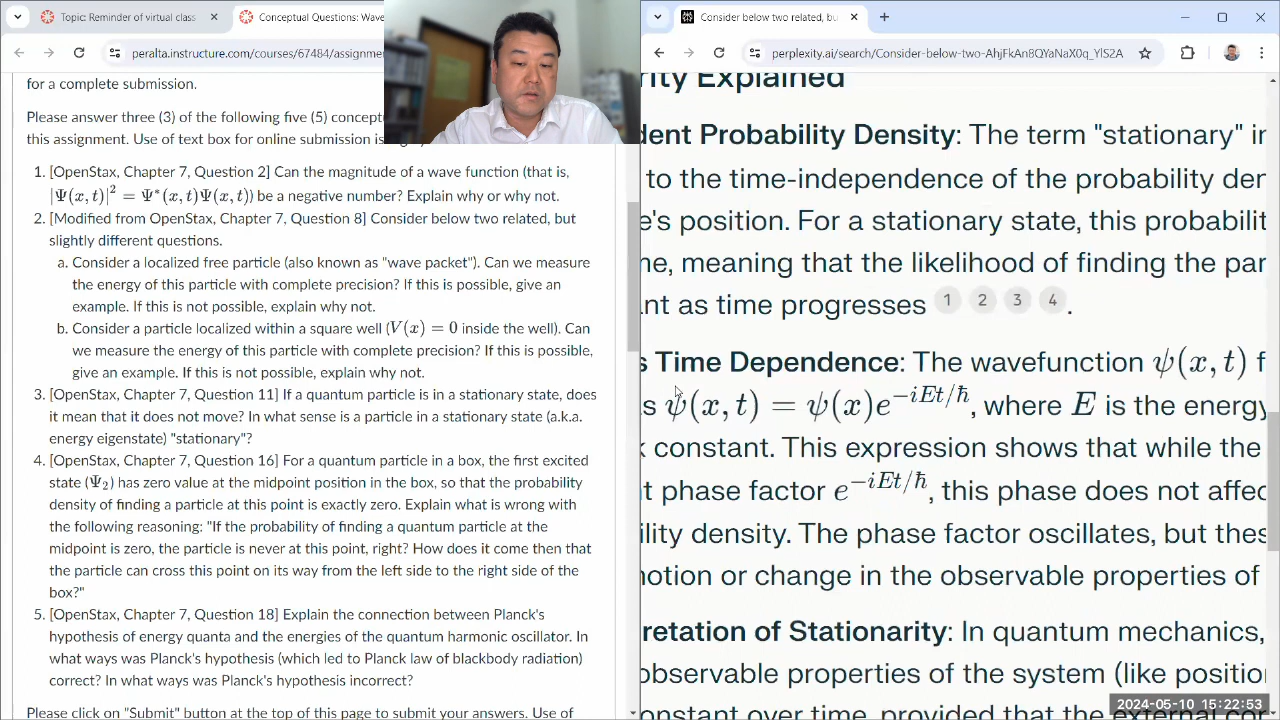 Topic: Reminder of virtual class
Conceptual Questions: Wave
Consider below two related, bu
peralta.instructure.com/courses/67484/assignme
perplexity.ai/search/Consider-below-two-AhjFkAn8QYaNaX0B_YlS2A
for a complete submission.
Please answer three (3) of the following five (5) concept
this assignment. Use of text box for online submission is
1. [OpenStax, Chapter 7, Question 2] Can the magnitude of a wave function (that is,
|Ψ(x,t)|² = Ψ*(x,t)Ψ(x,t)) be a negative number? Explain why or why not.
2. [Modified from OpenStax, Chapter 7, Question 8] Consider below two related, but
slightly different questions.
a. Consider a localized free particle (also known as "wave packet"). Can we measure
the energy of this particle with complete precision? If this is possible, give an
example. If this is not possible, explain why not.
b. Consider a particle localized within a square well (V(x) = 0 inside the well). Can
we measure the energy of this particle with complete precision? If this is possible,
give an example. If this is not possible, explain why not.
3. [OpenStax, Chapter 7, Question 11] If a quantum particle is in a stationary state, does
it mean that it does not move? In what sense is a particle in a stationary state (a.k.a.
energy eigenstate) "stationary"?
4. [OpenStax, Chapter 7, Question 16] For a quantum particle in a box, the first excited
state (Ψ₂) has zero value at the midpoint position in the box, so that the probability
density of finding a particle at this point is exactly zero. Explain what is wrong with
the following reasoning: "If the probability of finding a quantum particle at the
midpoint is zero, the particle is never at this point, right? How does it come then that
the particle can cross this point on its way from the left side to the right side of the
box?"
5. [OpenStax, Chapter 7, Question 18] Explain the connection between Planck's
hypothesis of energy quanta and the energies of the quantum harmonic oscillator. In
what ways was Planck's hypothesis (which led to Planck law of blackbody radiation)
correct? In what ways was Planck's hypothesis incorrect?
Please click on "Submit" button at the top of this page to submit your answers. Use of
rity Explained
dent Probability Density: The term "stationary" in
to the time-independence of the probability den
e's position. For a stationary state, this probabilit
me, meaning that the likelihood of finding the par
ant as time progresses 1 2 3 4.
s Time Dependence: The wavefunction ψ(x,t) f
s ψ(x,t) = ψ(x)e^{−iEt/ℏ}, where E is the energy
k constant. This expression shows that while the
t phase factor e^{−iEt/ℏ}, this phase does not affec
ility density. The phase factor oscillates, but thes
notion or change in the observable properties of
retation of Stationarity: In quantum mechanics,
observable properties of the system (like position
onstant over time, provided that the external
2024-05-10 15:22:53